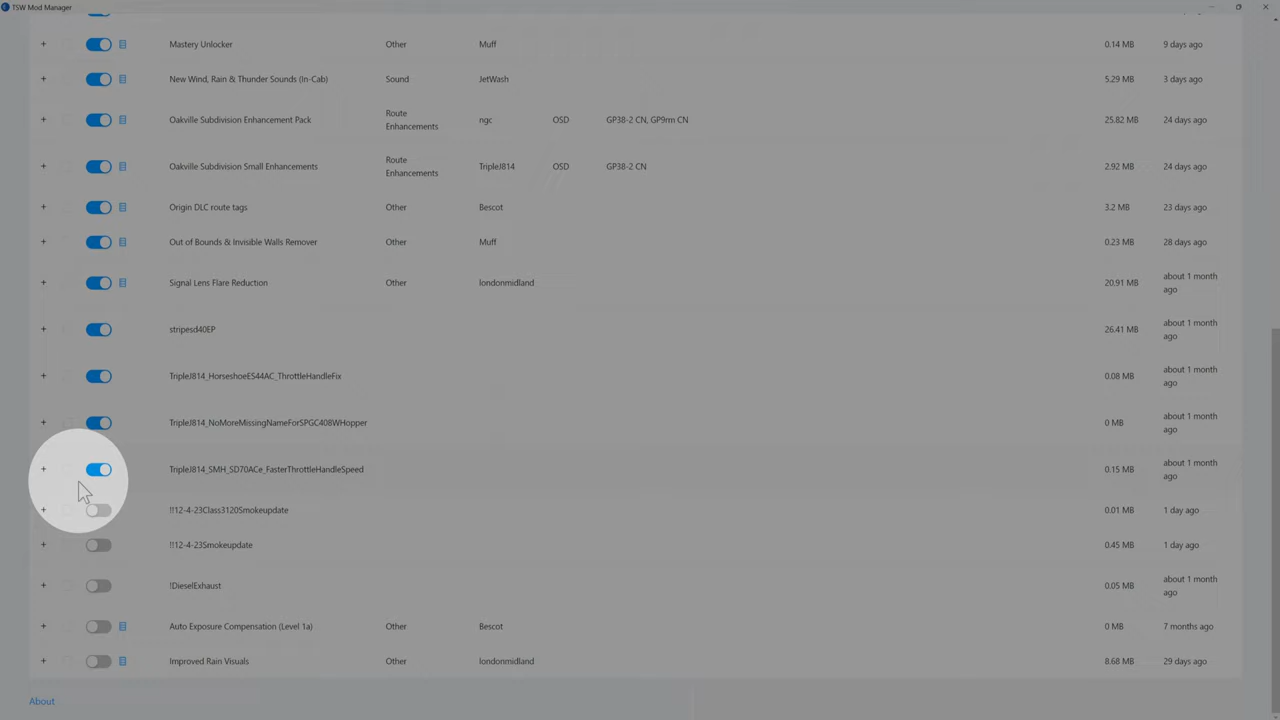 TSW Mod Manager
+ Mastery Unlocker Other Muff 0.14 MB 9 days ago
+ New Wind, Rain & Thunder Sounds (In-Cab) Sound JetWash 5.29 MB 3 days ago
+ Oakville Subdivision Enhancement Pack Route Enhancements ngc OSD GP38-2 CN, GP9rm CN 25.82 MB 24 days ago
+ Oakville Subdivision Small Enhancements Route Enhancements TripleJ814 OSD GP38-2 CN 2.92 MB 24 days ago
+ Origin DLC route tags Other Bescot 3.2 MB 23 days ago
+ Out of Bounds & Invisible Walls Remover Other Muff 0.23 MB 28 days ago
+ Signal Lens Flare Reduction Other londonmidland 20.91 MB about 1 month ago
+ stripesd40EP 26.41 MB about 1 month ago
+ TripleJ814_HorseshoeES44AC_ThrottleHandleFix 0.08 MB about 1 month ago
+ TripleJ814_NoMoreMissingNameForSPGC408WHopper 0 MB about 1 month ago
+ TripleJ814_SMH_SD70ACe_FasterThrottleHandleSpeed 0.15 MB about 1 month ago
+ !!12-4-23Class3120Smokeupdate 0.01 MB 1 day ago
+ !!12-4-23Smokeupdate 0.45 MB 1 day ago
+ !DieselExhaust 0.05 MB about 1 month ago
+ Auto Exposure Compensation (Level 1a) Other Bescot 0 MB 7 months ago
+ Improved Rain Visuals Other londonmidland 8.68 MB 29 days ago
About